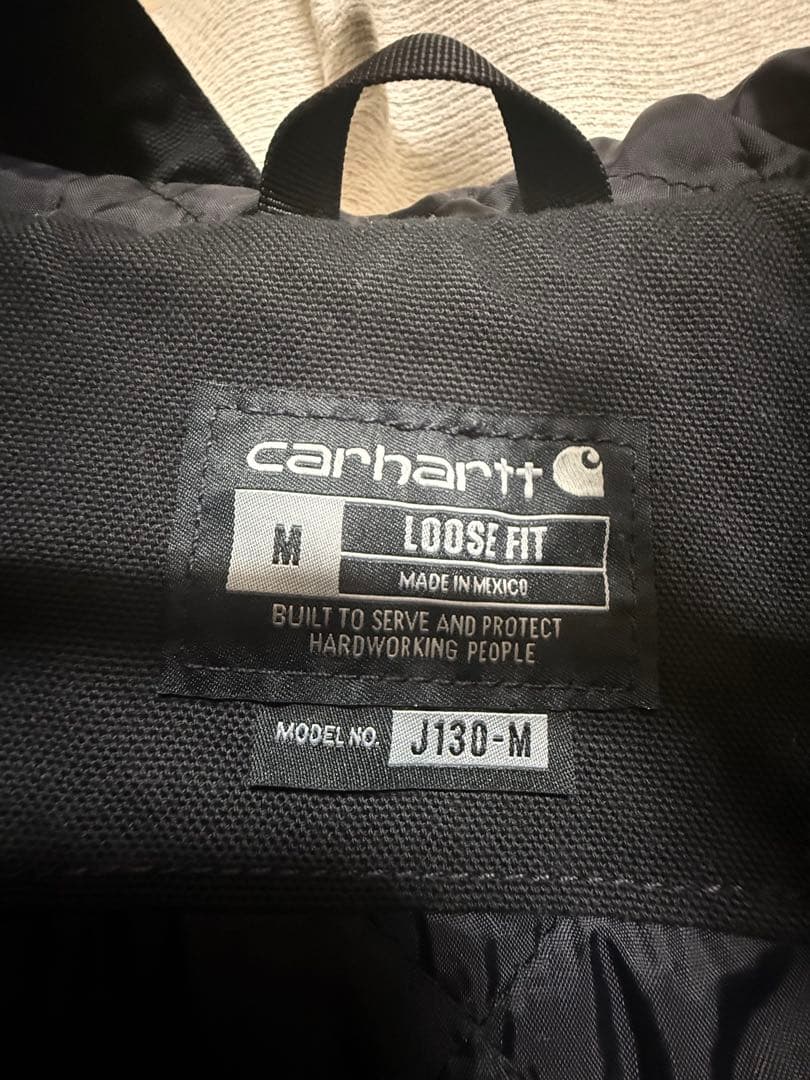 carhartt
M
LOOSE FIT
MADE IN MEXICO
BUILT TO SERVE AND PROTECT
HARDWORKING PEOPLE
MODEL NO. J130-M